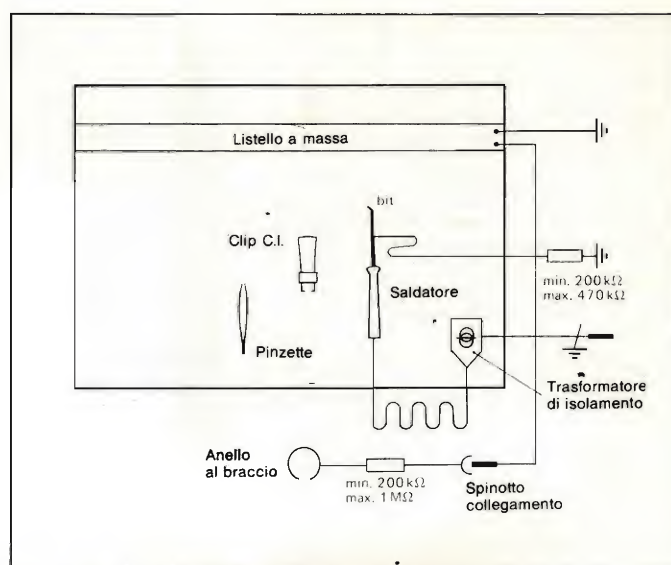 Listello a massa
bit
Clip C.I.
Saldatore
min. 200 kΩ
max. 470 kΩ
Pinzette
Trasformatore
di isolamento
Anello
al braccio
min. 200 kΩ
max. 1 MΩ
Spinotto
collegamento